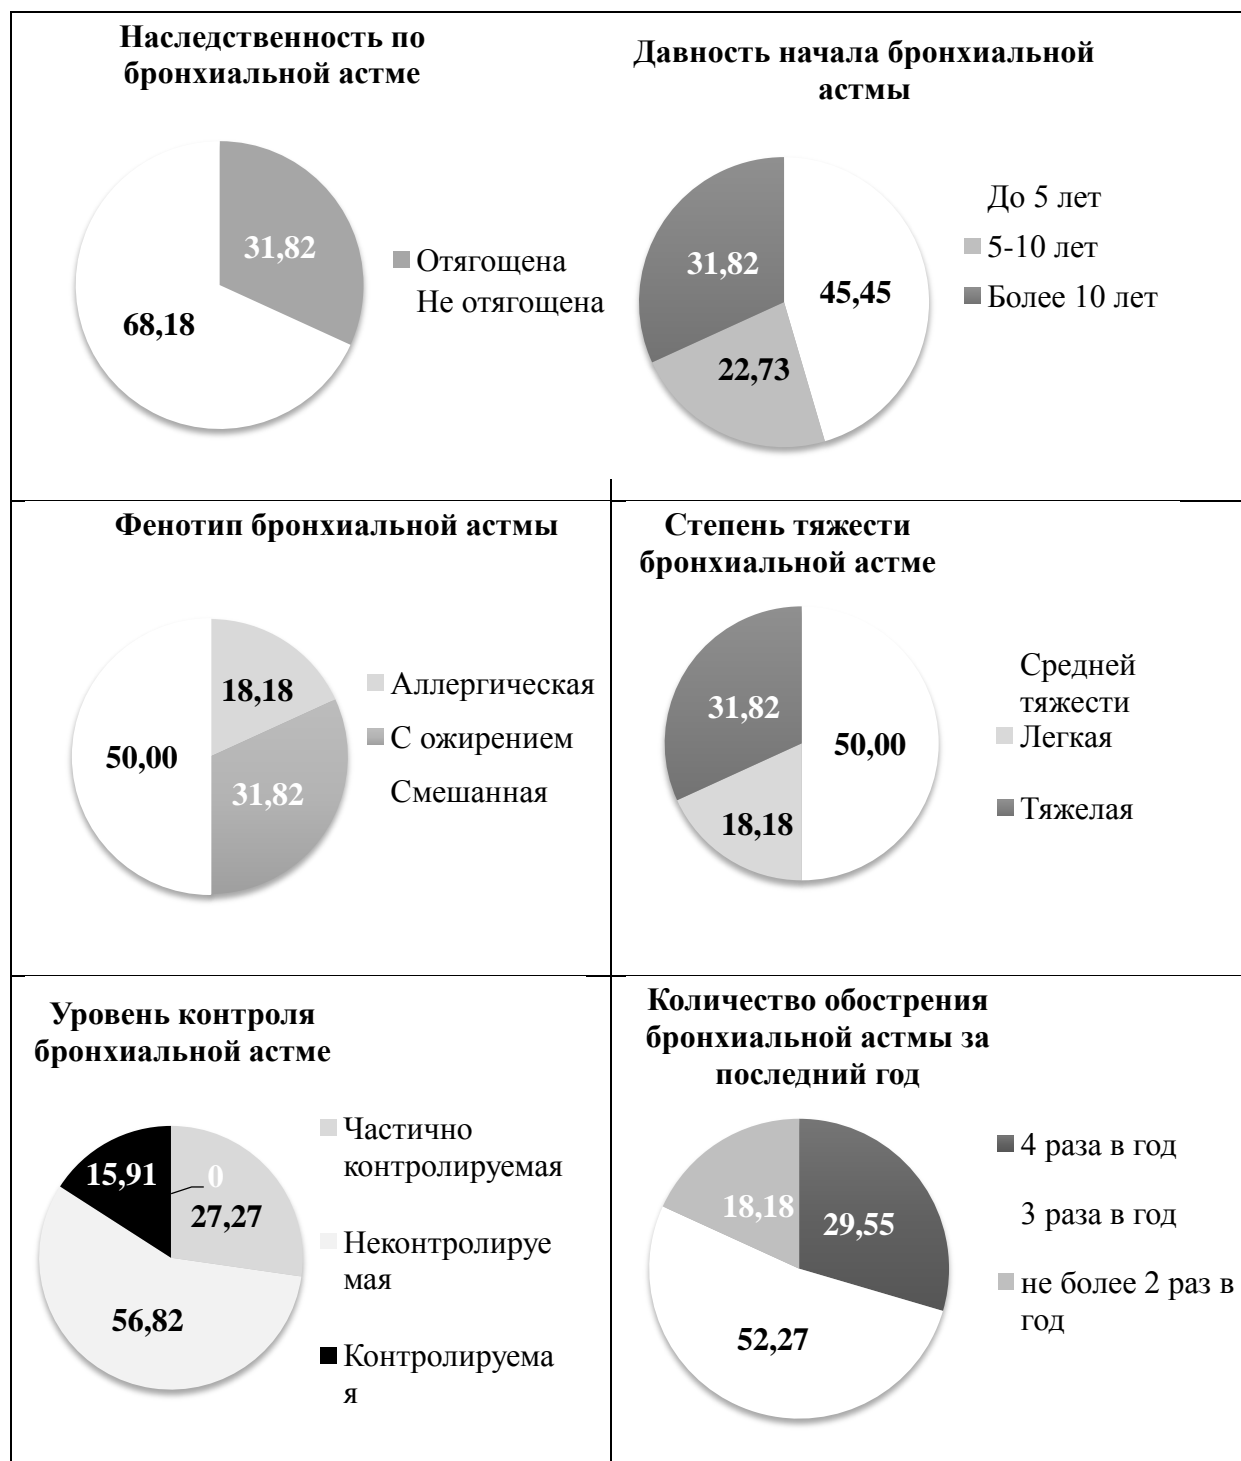 Наследственность по
бронхиальной астме
31,82
68,18
Отягощена
Не отягощена
Давность начала бронхиальной
астмы
31,82
45,45
22,73
До 5 лет
5-10 лет
Более 10 лет
Фенотип бронхиальной астмы
18,18
50,00
31,82
Аллергическая
С ожирением
Смешанная
Степень тяжести
бронхиальной астме
31,82
50,00
18,18
Средней
тяжести
Легкая
Тяжелая
Уровень контроля
бронхиальной астме
15,91
0
27,27
56,82
Частично
контролируемая
Неконтролируе
мая
Контролируема
я
Количество обострения
бронхиальной астмы за
последний год
18,18
29,55
52,27
4 раза в год
3 раза в год
не более 2 раз в
год